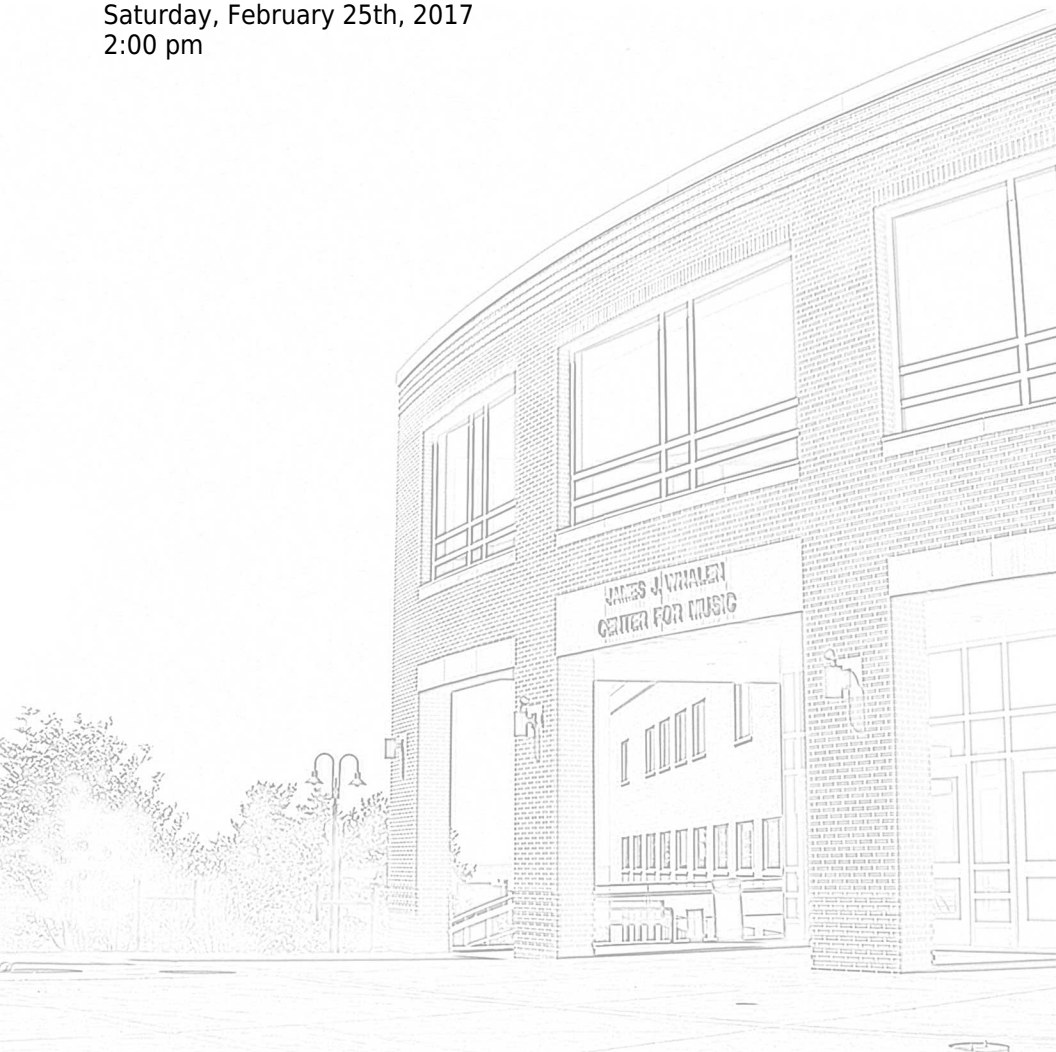 Saturday, February 25th, 2017
2:00 pm
JAMES J. WHALEN
CENTER FOR MUSIC